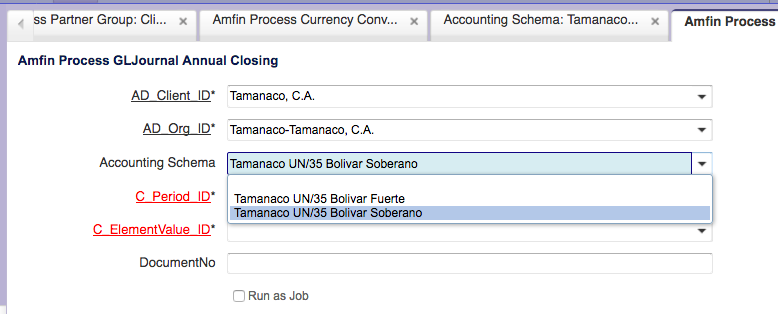 ss Partner Group: Cli... × Amfin Process Currency Conv... × Accounting Schema: Tamanaco... × Amfin Process
Amfin Process GLJournal Annual Closing
AD_Client_ID* Tamanaco, C.A.
AD_Org_ID* Tamanaco-Tamanaco, C.A.
Accounting Schema Tamanaco UN/35 Bolivar Soberano
C_Period_ID* Tamanaco UN/35 Bolivar Fuerte
Tamanaco UN/35 Bolivar Soberano
C_ElementValue_ID*
DocumentNo
Run as Job